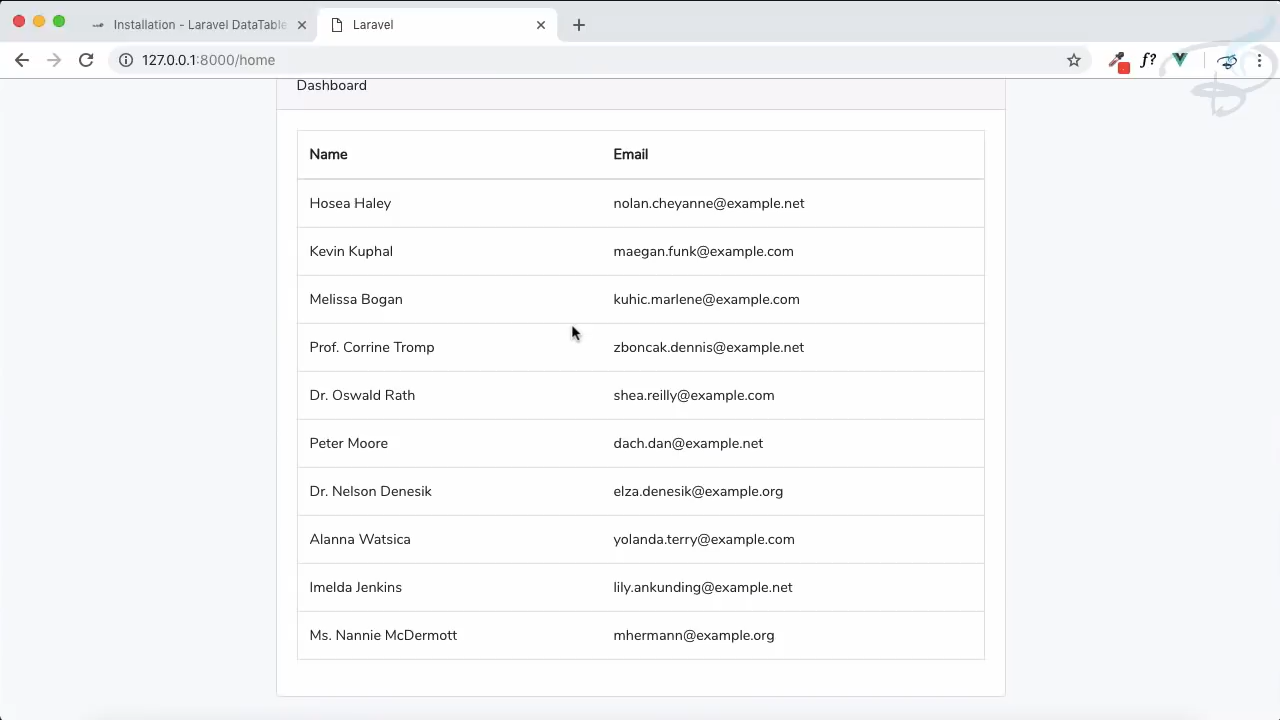 Installation - Laravel DataTable
Laravel
127.0.0.1:8000/home
f?
Dashboard
Name Email
Hosea Haley nolan.cheyanne@example.net
Kevin Kuphal maegan.funk@example.com
Melissa Bogan kuhic.marlene@example.com
Prof. Corrine Tromp zboncak.dennis@example.net
Dr. Oswald Rath shea.reilly@example.com
Peter Moore dach.dan@example.net
Dr. Nelson Denesik elza.denesik@example.org
Alanna Watsica yolanda.terry@example.com
Imelda Jenkins lily.ankunding@example.net
Ms. Nannie McDermott mhermann@example.org